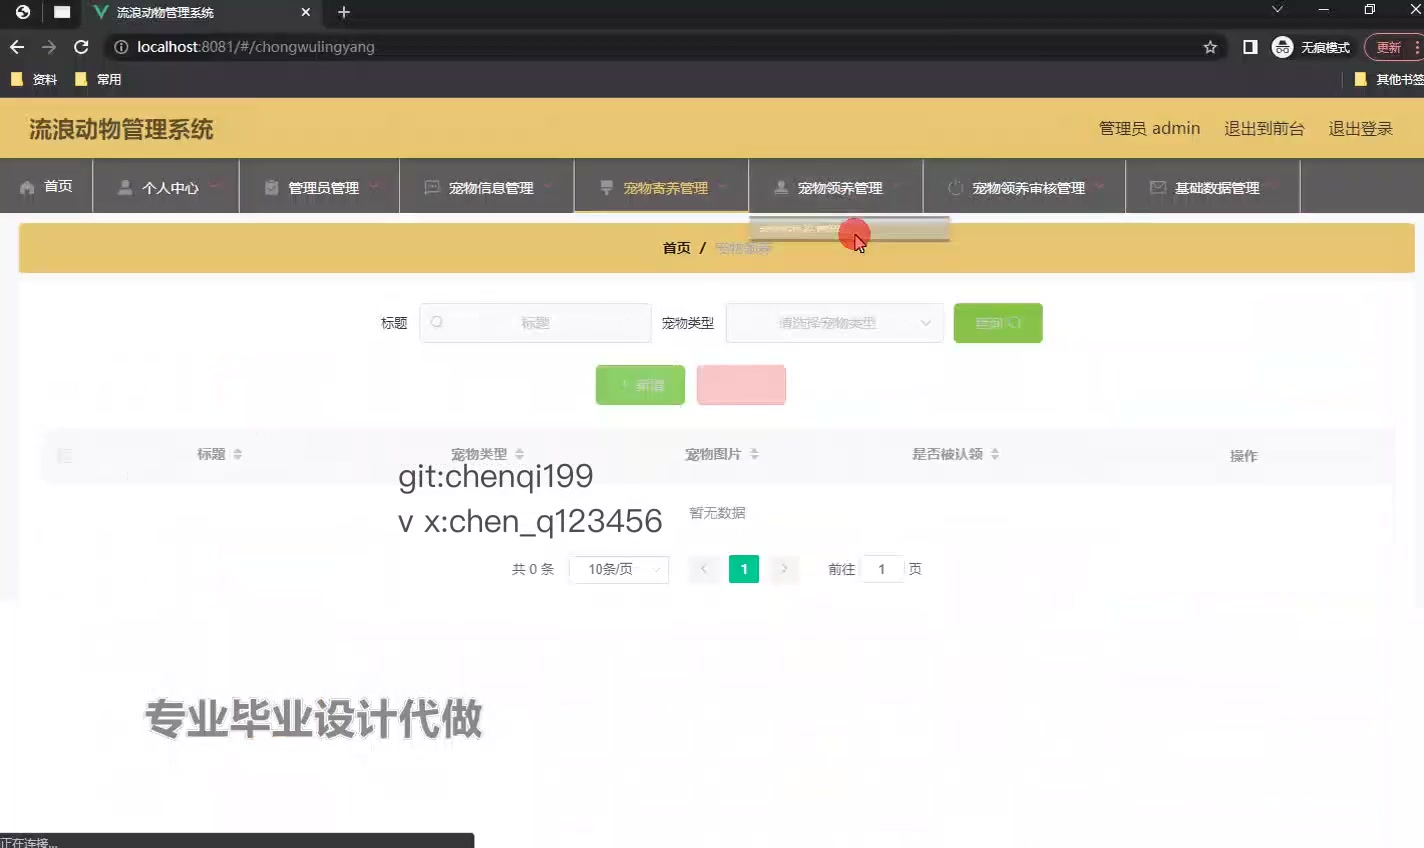 流浪动物管理系统
localhost:8081/#/chongwulingyang
无痕模式
更新
资料
常用
其他书签
流浪动物管理系统
管理员 admin
退出到前台
退出登录
首页
个人中心
管理员管理
宠物信息管理
宠物寄养管理
宠物领养管理
宠物领养审核管理
基础数据管理
首页 / 宠物领养
标题
标题
宠物类型
请选择宠物类型
查询
+ 新增
标题
宠物类型
宠物图片
是否被认领
操作
git:chenqi199
v x:chen_q123456
暂无数据
共 0 条
10条/页
1
前往 1 页
专业毕业设计代做
正在连接...